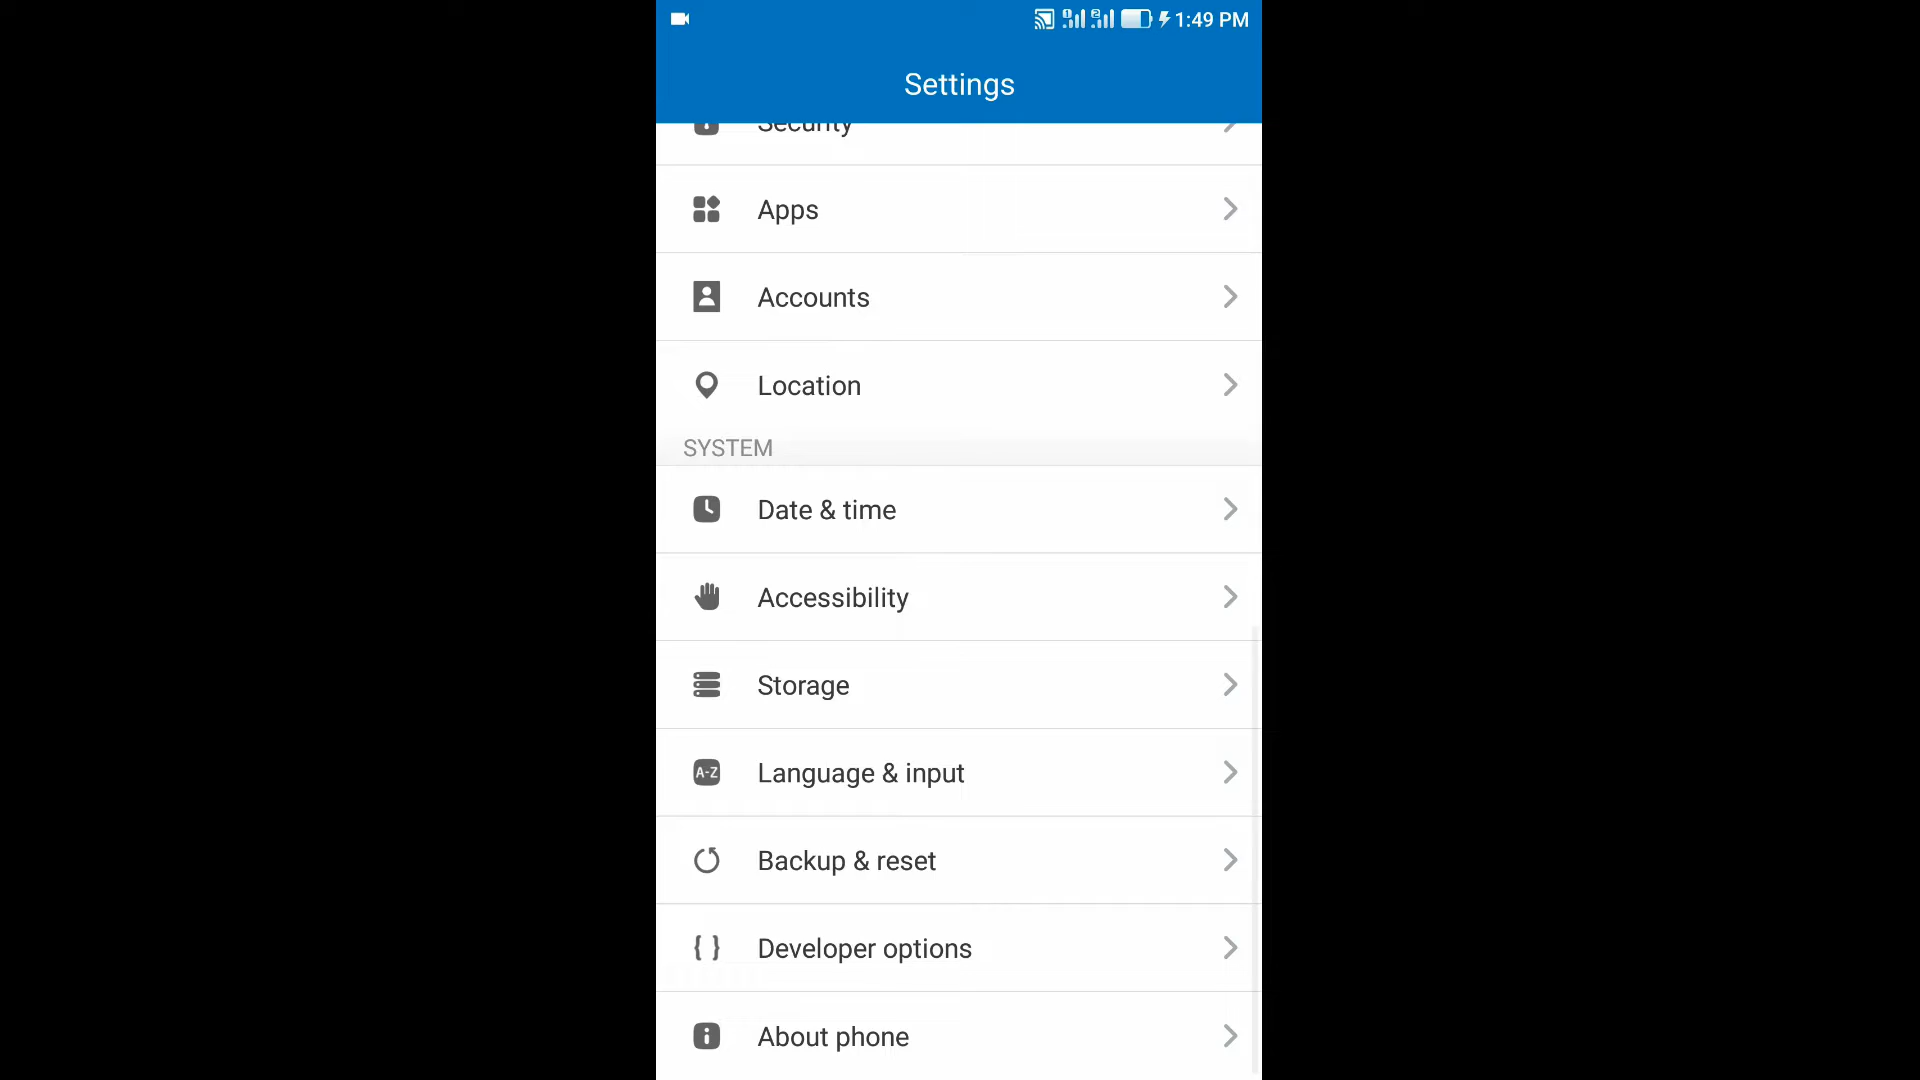 1:49 PM
Settings
Security
Apps
Accounts
Location
SYSTEM
Date & time
Accessibility
Storage
A-Z
Language & input
Backup & reset
Developer options
About phone